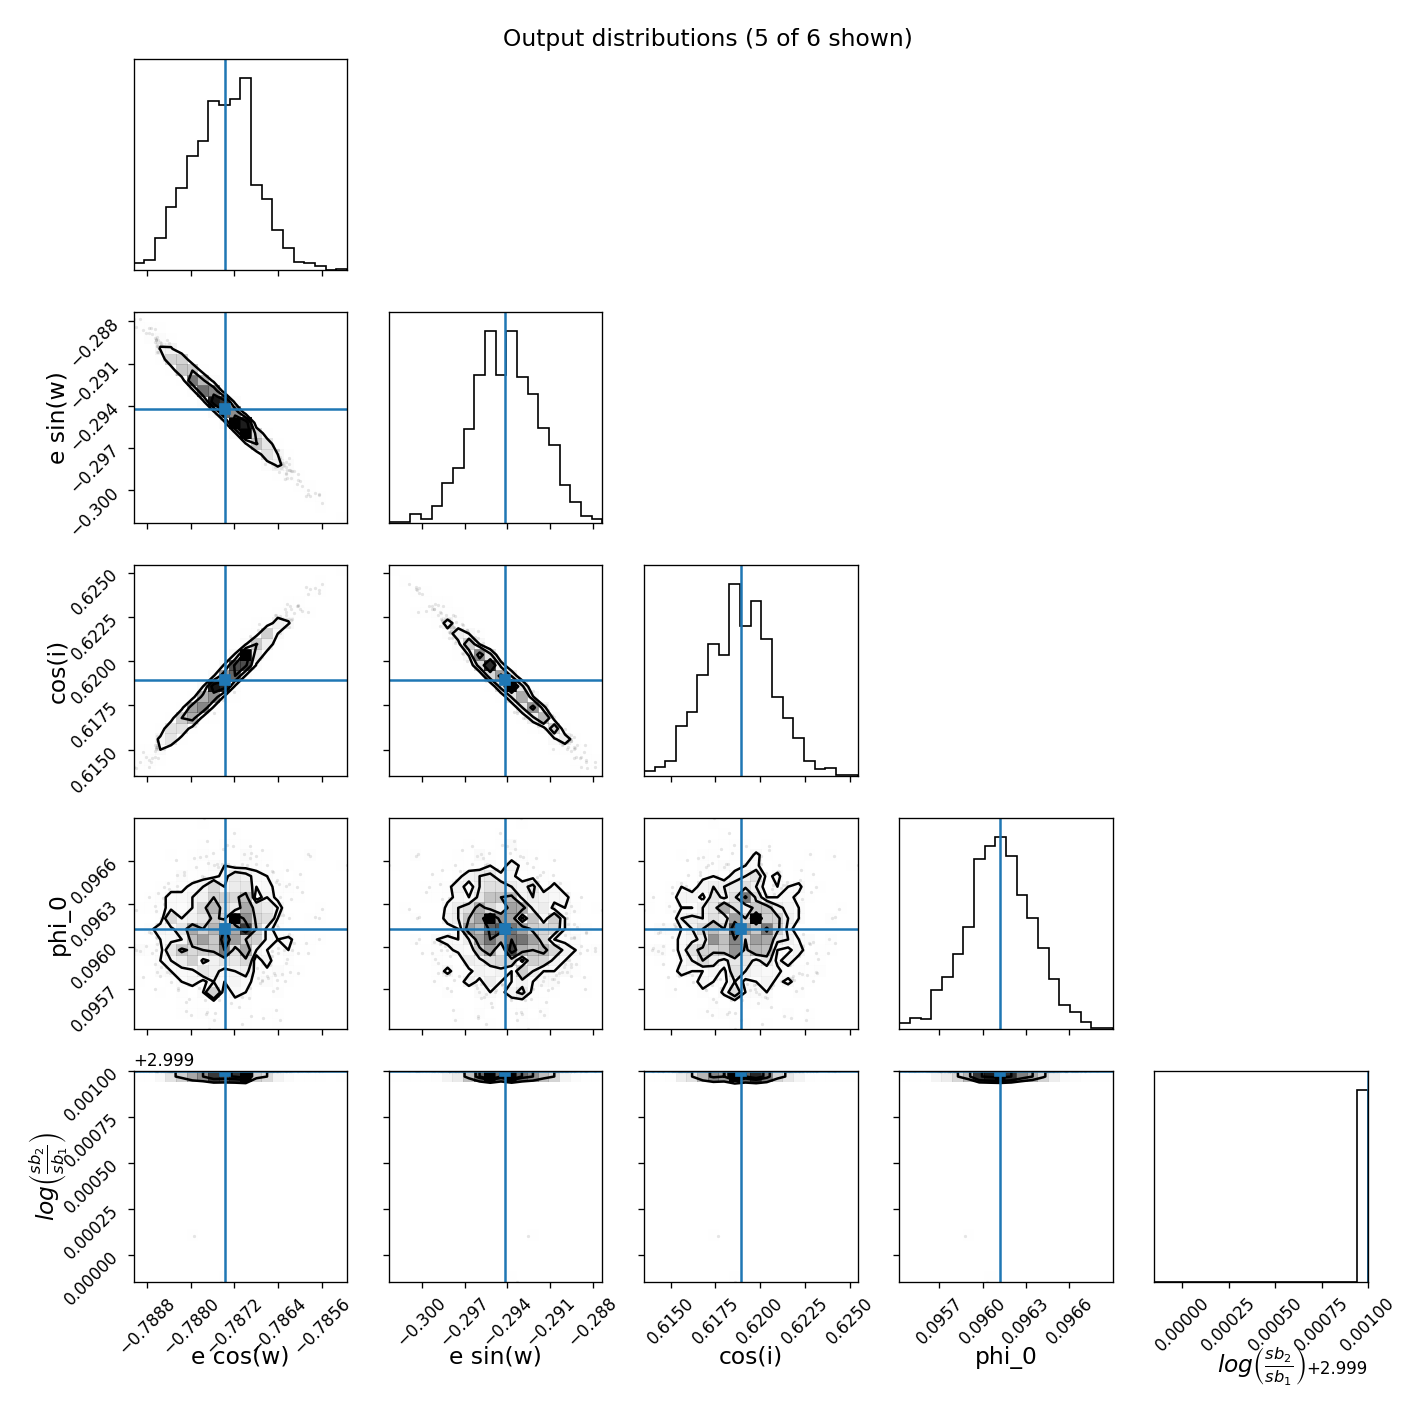 Output distributions (5 of 6 shown)
−0.288
−0.291
−0.294
−0.297
−0.300
e sin(w)
0.6250
0.6225
0.6200
0.6175
0.6150
cos(i)
0.0966
0.0963
0.0960
0.0957
phi_0
+2.999
0.00100
0.00075
0.00050
0.00025
0.00000
log(sb2/sb1)
−0.7888 −0.7880 −0.7872 −0.7864 −0.7856
−0.300 −0.297 −0.294 −0.291 −0.288
0.6150 0.6175 0.6200 0.6225 0.6250
0.0957 0.0960 0.0963 0.0966
0.00000 0.00025 0.00050 0.00075 0.00100
e cos(w)
e sin(w)
cos(i)
phi_0
log(sb2/sb1)
+2.999